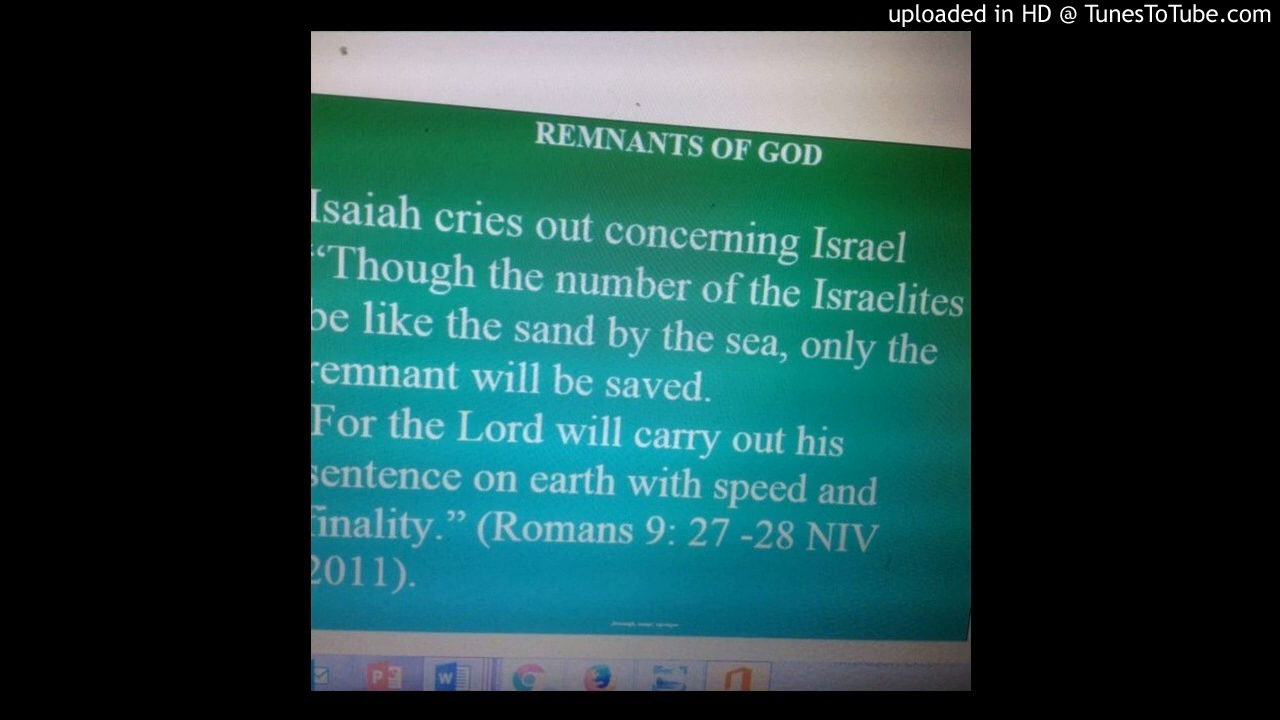 uploaded in HD @ TunesToTube.com
REMNANTS OF GOD
Isaiah cries out concerning Israel
“Though the number of the Israelites
be like the sand by the sea, only the
remnant will be saved.
For the Lord will carry out his
sentence on earth with speed and
finality.” (Romans 9: 27 -28 NIV
2011).